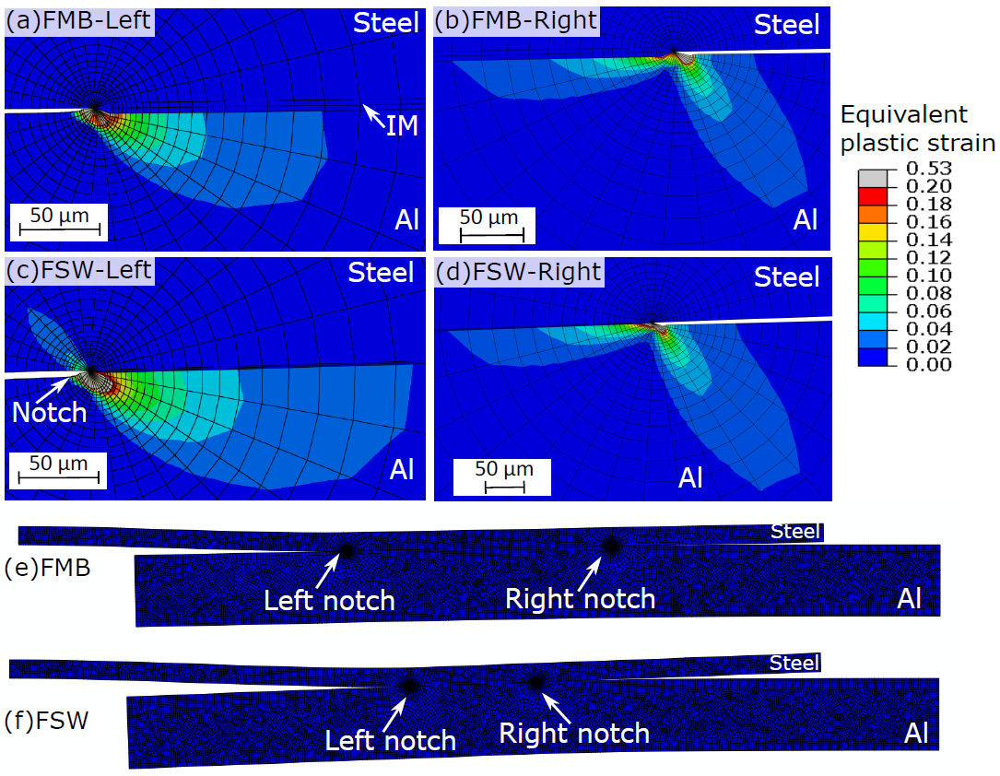 (a)FMB-Left
Steel
IM
50 µm
Al
(b)FMB-Right
Steel
50 µm
Al
Equivalent
plastic strain
0.53
0.20
0.18
0.16
0.14
0.12
0.10
0.08
0.06
0.04
0.02
0.00
(c)FSW-Left
Steel
Notch
50 µm
Al
(d)FSW-Right
Steel
50 µm
Al
Steel
(e)FMB
Left notch
Right notch
Al
Steel
(f)FSW
Left notch
Right notch
Al